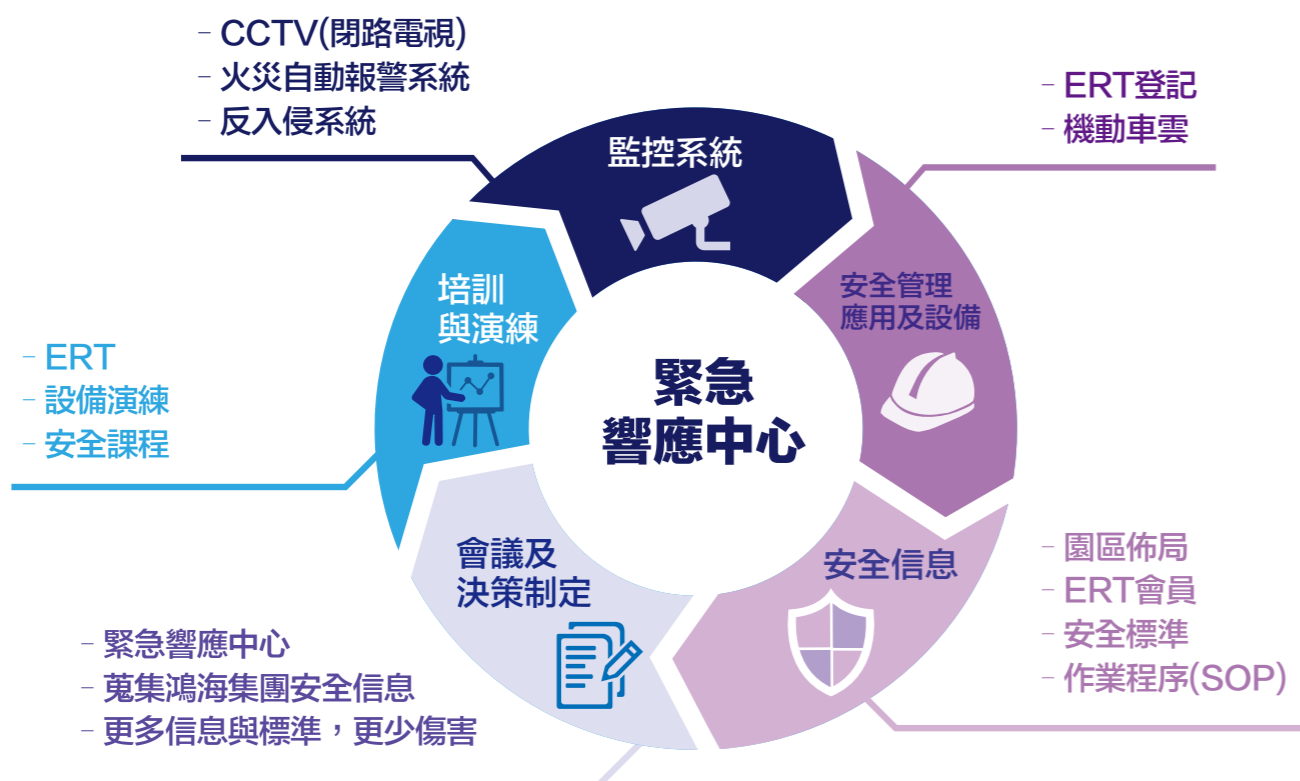 – CCTV(閉路電視)
– 火災自動報警系統
– 反入侵系統
監控系統
– ERT登記
– 機動車雲
安全管理
應用及設備
– 園區佈局
– ERT會員
– 安全標準
– 作業程序(SOP)
安全信息
會議及
決策制定
– 緊急響應中心
– 蒐集鴻海集團安全信息
– 更多信息與標準，更少傷害
培訓
與演練
– ERT
– 設備演練
– 安全課程
緊急
響應中心